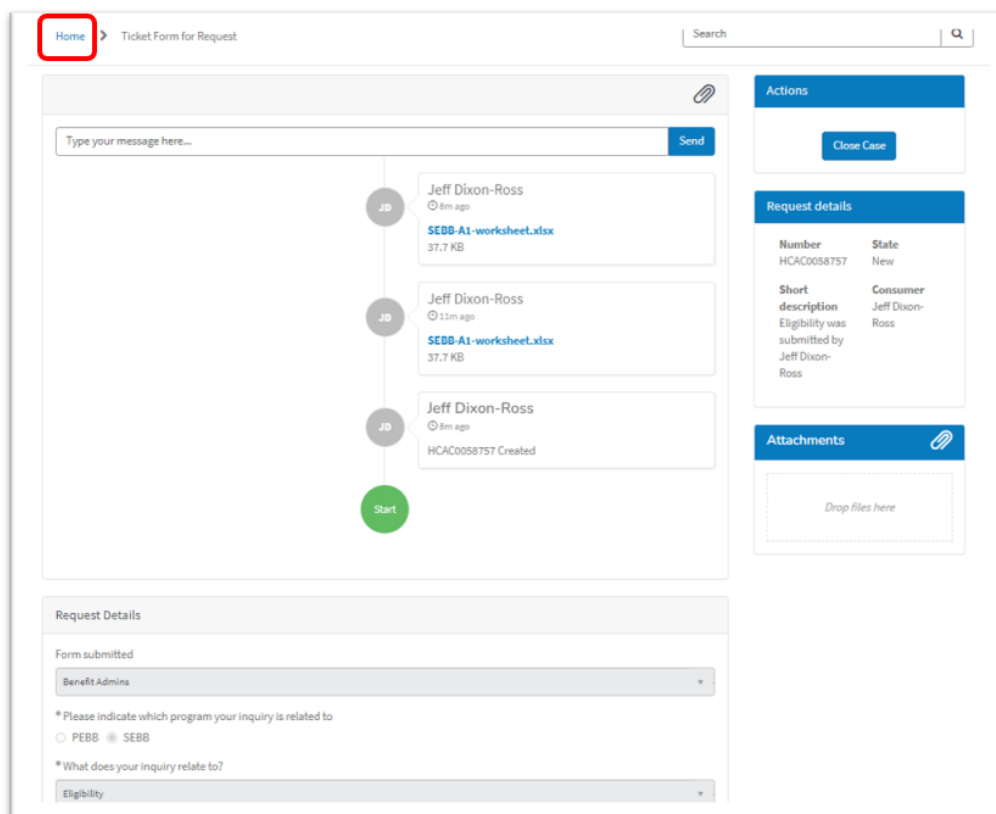 Home > Ticket Form for Request
Search
Type your message here...
Send
JD
Jeff Dixon-Ross
8m ago
SEBB-A1-worksheet.xlsx
37.7 KB
JD
Jeff Dixon-Ross
11m ago
SEBB-A1-worksheet.xlsx
37.7 KB
JD
Jeff Dixon-Ross
8m ago
HCAC0058757 Created
Start
Actions
Close Case
Request details
Number
HCAC0058757
State
New
Short
description
Eligibility was
submitted by
Jeff Dixon-
Ross
Consumer
Jeff Dixon-
Ross
Attachments
Drop files here
Request Details
Form submitted
Benefit Admins
* Please indicate which program your inquiry is related to
PEBB SEBB
* What does your inquiry relate to?
Eligibility